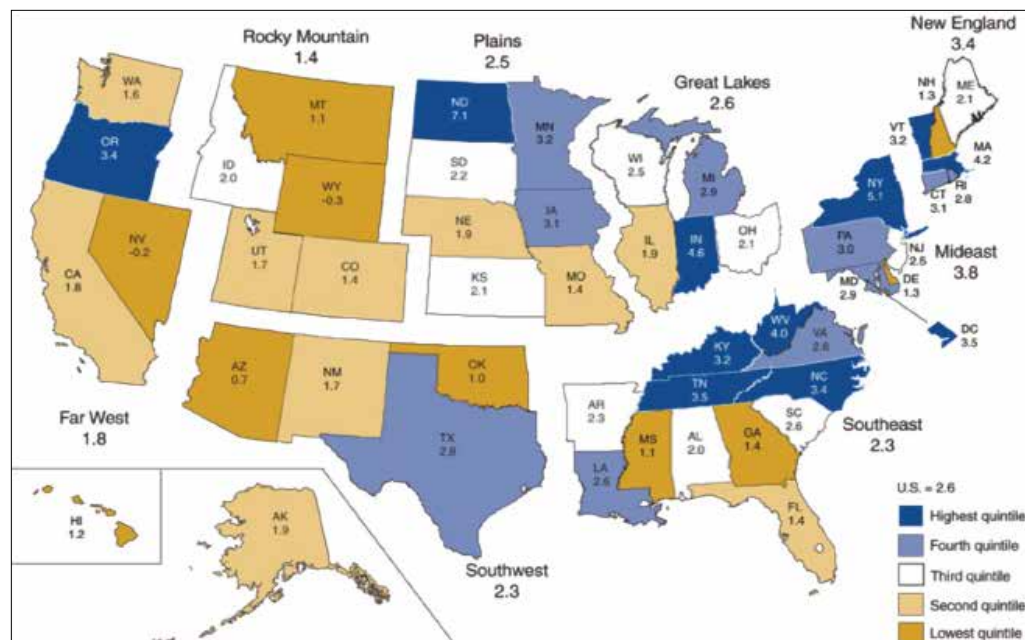 Rocky Mountain
1.4
Plains
2.5
Great Lakes
2.6
New England
3.4
Mideast
3.8
Southeast
2.3
Southwest
2.3
Far West
1.8
WA
1.6
OR
3.4
CA
1.8
NV
-0.2
ID
2.0
MT
1.1
WY
-0.3
UT
1.7
CO
1.4
ND
7.1
SD
2.2
NE
1.9
KS
2.1
MN
3.2
IA
3.1
MO
1.4
WI
2.5
MI
2.9
IL
1.9
IN
4.6
OH
2.1
NH
1.3
ME
2.1
VT
3.2
MA
4.2
NY
5.1
CT
3.1
RI
2.8
PA
3.0
NJ
2.5
MD
2.9
DE
1.3
DC
3.5
WV
4.0
VA
2.6
KY
3.2
TN
3.5
NC
3.4
SC
2.6
AR
2.3
LA
2.6
MS
1.1
AL
2.0
GA
1.4
FL
1.4
AZ
0.7
NM
1.7
OK
1.0
TX
2.8
HI
1.2
AK
1.9
U.S. = 2.6
Highest quintile
Fourth quintile
Third quintile
Second quintile
Lowest quintile